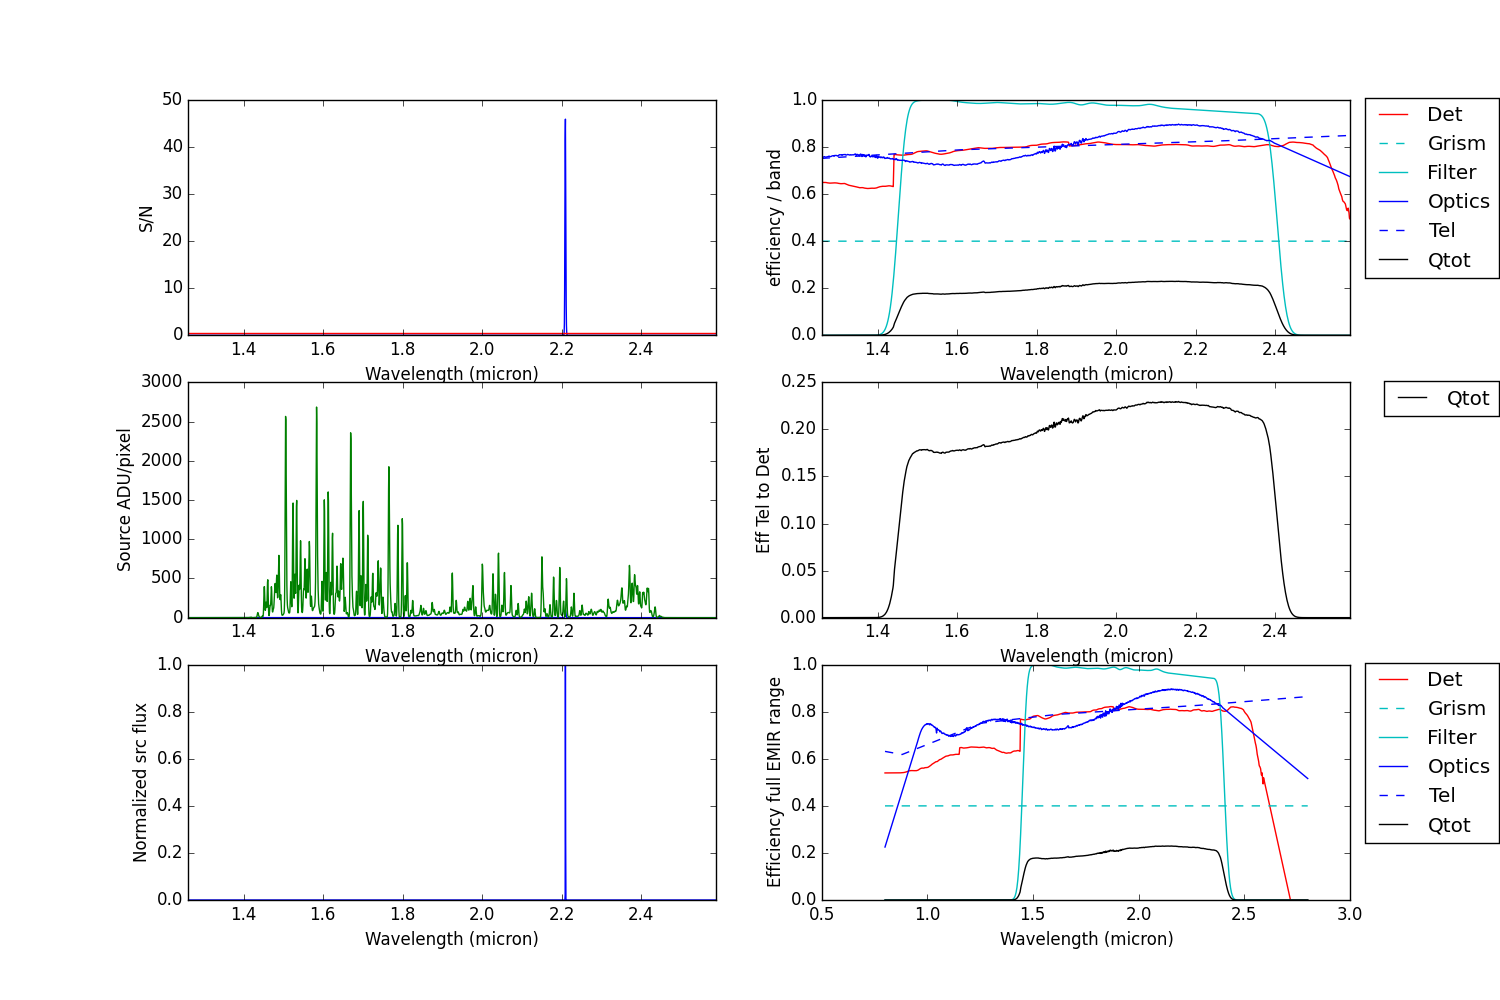 50
40
30
20
10
0
S/N
1.4 1.6 1.8 2.0 2.2 2.4
Wavelength (micron)
1.0
0.8
0.6
0.4
0.2
0.0
efficiency / band
1.4 1.6 1.8 2.0 2.2 2.4
Wavelength (micron)
Det
Grism
Filter
Optics
Tel
Qtot
3000
2500
2000
1500
1000
500
0
Source ADU/pixel
1.4 1.6 1.8 2.0 2.2 2.4
Wavelength (micron)
0.25
0.20
0.15
0.10
0.05
0.00
Eff Tel to Det
1.4 1.6 1.8 2.0 2.2 2.4
Wavelength (micron)
Qtot
1.0
0.8
0.6
0.4
0.2
0.0
Normalized src flux
1.4 1.6 1.8 2.0 2.2 2.4
Wavelength (micron)
1.0
0.8
0.6
0.4
0.2
0.0
Efficiency full EMIR range
0.5 1.0 1.5 2.0 2.5 3.0
Wavelength (micron)
Det
Grism
Filter
Optics
Tel
Qtot